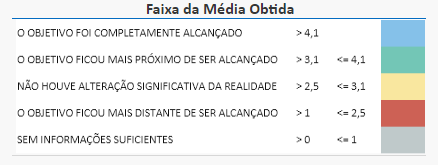 Faixa da Média Obtida
O OBJETIVO FOI COMPLETAMENTE ALCANÇADO > 4,1
O OBJETIVO FICOU MAIS PRÓXIMO DE SER ALCANÇADO > 3,1 <= 4,1
NÃO HOUVE ALTERAÇÃO SIGNIFICATIVA DA REALIDADE > 2,5 <= 3,1
O OBJETIVO FICOU MAIS DISTANTE DE SER ALCANÇADO > 1 <= 2,5
SEM INFORMAÇÕES SUFICIENTES > 0 <= 1